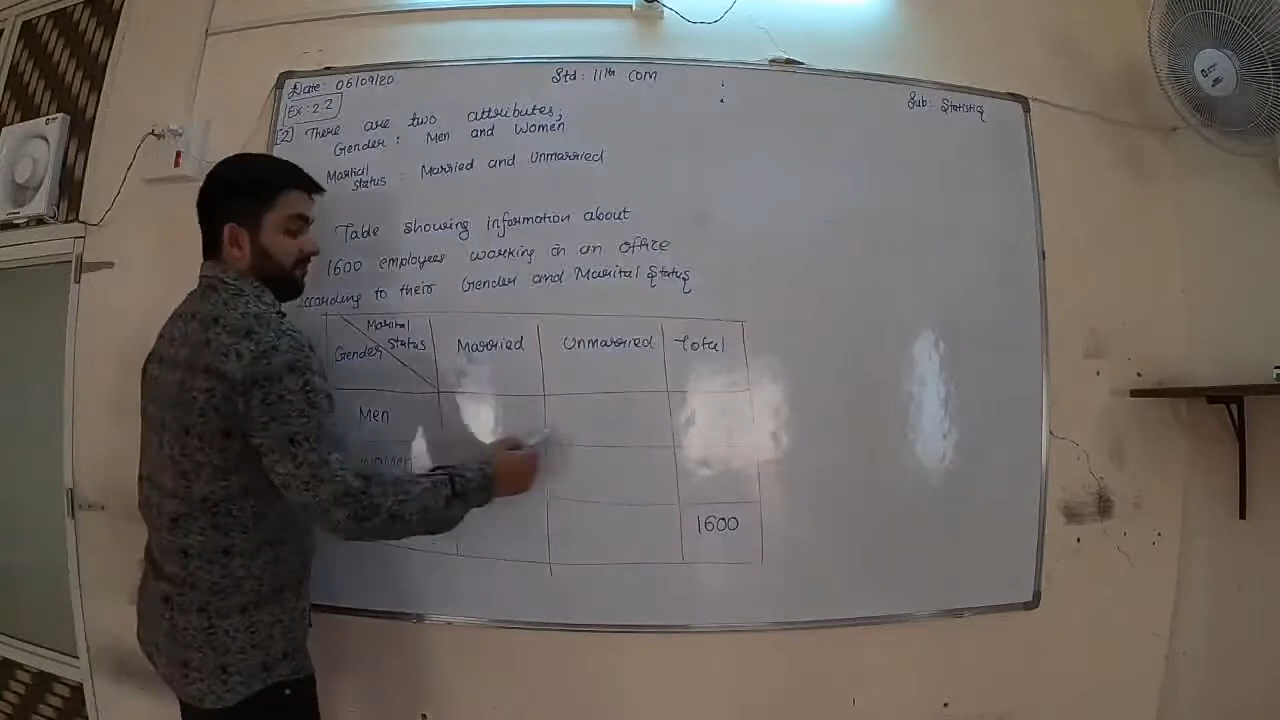 Date: 06/09/20
Std: 11th com
Sub: Statistiq
Ex: 2.2
[2] There are two attributes;
Gender : Men and Women
Marital Status : Married and Unmarried
Table showing information about
1600 employees working in an office
according to their Gender and Marital Status
Marital Status
Gender
Married
Unmarried
Total
Men
Women
1600